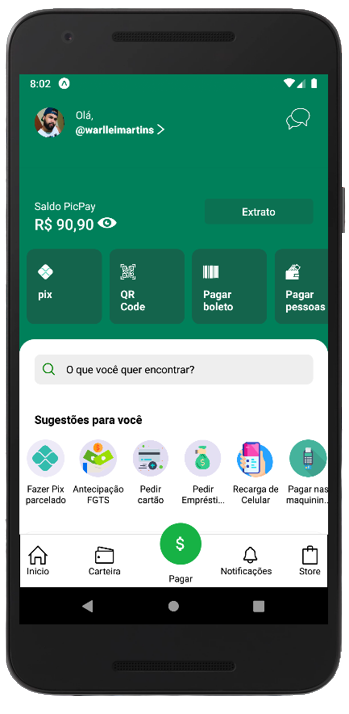 8:02
Olá,
@warlleimartins
Saldo PicPay
R$ 90,90
Extrato
pix
QR
Code
Pagar
boleto
Pagar
pessoas
O que você quer encontrar?
Sugestões para você
Fazer Pix
parcelado
Antecipação
FGTS
Pedir
cartão
Pedir
Emprésti...
Recarga de
Celular
Pagar nas
maquinin...
$
Inicio
Carteira
Pagar
Notificações
Store